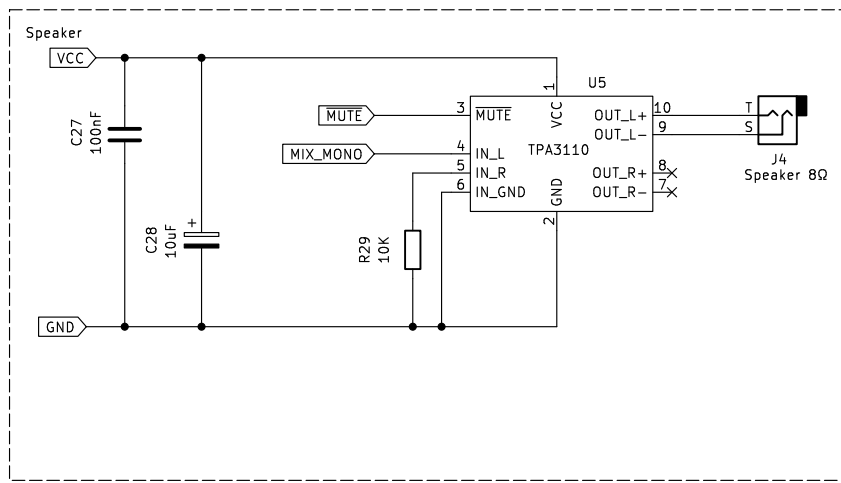 Speaker
VCC
C27
100nF
C28
10uF
+
GND
MUTE
MIX_MONO
R29
10K
U5
TPA3110
1
VCC
3
MUTE
4
IN_L
5
IN_R
6
IN_GND
2
GND
OUT_L+
10
OUT_L-
9
OUT_R+
8
OUT_R-
7
T
S
J4
Speaker 8Ω